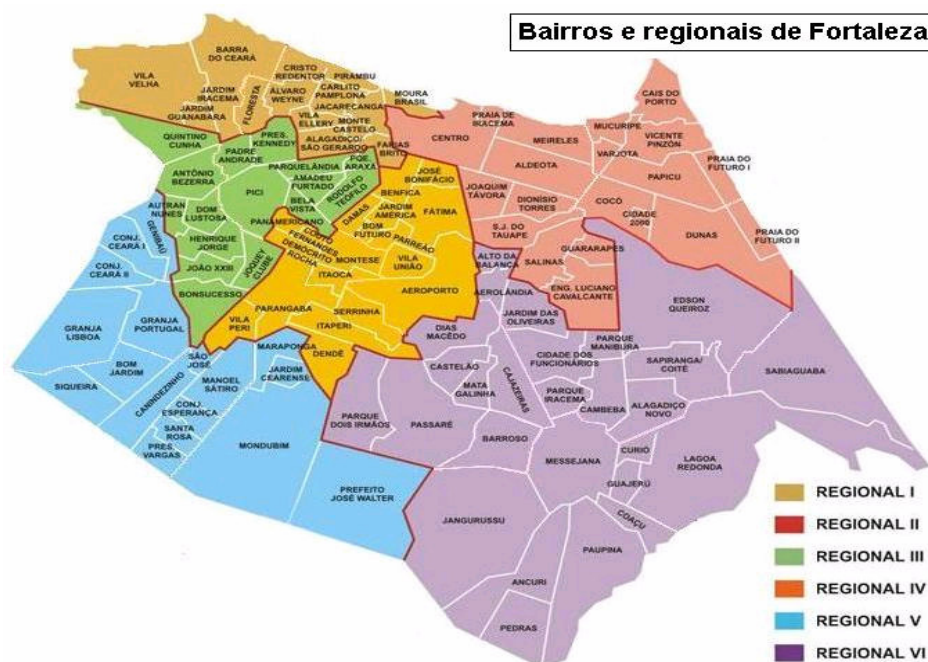 Bairros e regionais de Fortaleza
VILA
VELHA
BARRA
DO CEARÁ
CRISTO
REDENTOR
PIRÂMBU
JARDIM
IRACEMA
FLORESTA
ÁLVARO
WEYNE
CARLITO
PAMPLONA
JACARECANGA
MOURA
BRASIL
JARDIM
GUANABARA
VILA
ELLERY
MONTE
CASTELO
ALAGADIÇO/
SÃO GERARDO
FARIAS
BRITO
QUINTINO
CUNHA
PRES.
KENNEDY
PADRE
ANDRADE
PARQUELÂNDIA
PQE.
ARAXÁ
AMADEU
FURTADO
ANTÔNIO
BEZERRA
PICI
BELA
VISTA
RODOLFO
TEÓFILO
AUTRAN
NUNES
DOM
LUSTOSA
PANAMERICANO
HENRIQUE
JORGE
JOÃO XXIII
JOQUEY
CLUBE
BONSUCESSO
CENTRO
PRAIA DE
IRACEMA
MEIRELES
MUCURIPE
CAIS DO
PORTO
VICENTE
PINZÓN
VARJOTA
ALDEOTA
PAPICU
PRAIA DO
FUTURO I
JOAQUIM
TÁVORA
DIONÍSIO
TORRES
COCÓ
CIDADE
2000
DUNAS
PRAIA DO
FUTURO II
S.J. DO
TAUAPE
SALINAS
GUARARAPES
ENG. LUCIANO
CAVALCANTE
JOSÉ
BONIFÁCIO
BENFICA
DAMAS
JARDIM
AMÉRICA
FÁTIMA
BOM
FUTURO
PARREÃO
COUTO
FERNANDES
DEMÓCRITO
ROCHA
MONTESE
VILA
UNIÃO
ITAOCA
AEROPORTO
PARANGABA
SERRINHA
VILA
PERI
ITAPERI
DENDÊ
GENIBAÚ
CONJ.
CEARÁ I
CONJ.
CEARÁ II
GRANJA
PORTUGAL
GRANJA
LISBOA
BOM
JARDIM
SIQUEIRA
CANINDEZINHO
SÃO
JOSÉ
MARAPONGA
JARDIM
CEARENSE
MANOEL
SÁTIRO
CONJ.
ESPERANÇA
SANTA
ROSA
PRES.
VARGAS
MONDUBIM
PREFEITO
JOSÉ WALTER
ALTO DA
BALANÇA
AEROLÂNDIA
JARDIM DAS
OLIVEIRAS
EDSON
QUEIROZ
DIAS
MACÊDO
PARQUE
MANIBURA
CIDADE DOS
FUNCIONÁRIOS
SAPIRANGA/
COITÉ
SABIAGUABA
CASTELÃO
MATA
GALINHA
CAJAZEIRAS
PARQUE
IRACEMA
CAMBEBA
ALAGADIÇO
NOVO
PARQUE
DOIS IRMÃOS
PASSARÉ
BARROSO
MESSEJANA
CURIÓ
LAGOA
REDONDA
GUAJERÚ
COAÇU
JANGURUSSU
PAUPINA
ANCURI
PEDRAS
REGIONAL I
REGIONAL II
REGIONAL III
REGIONAL IV
REGIONAL V
REGIONAL VI